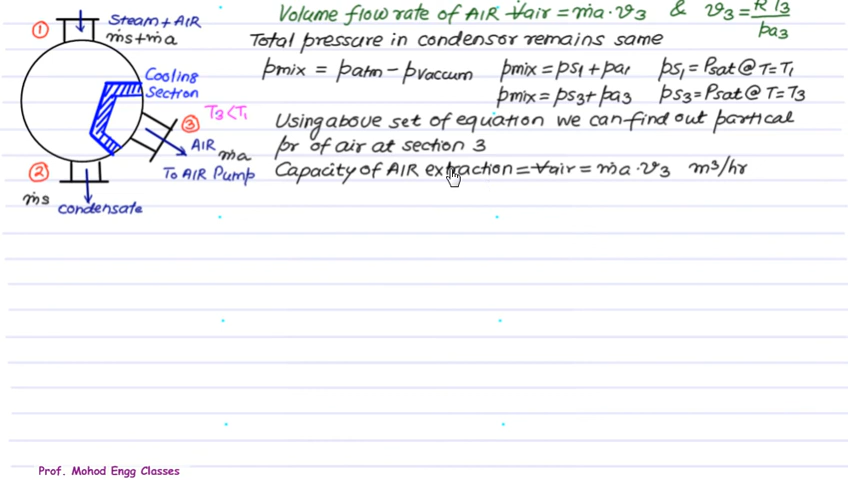 Volume flow rate of AIR V̶̇air = ṁa·v3 & v3 = R T3 / pa3
① Steam + AIR
ṁs + ṁa
Total pressure in condensor remains same
pmix = patm - pvaccum pmix = ps1 + pa1 ps1 = Psat @ T = T1
pmix = ps3 + pa3 ps3 = Psat @ T = T3
Cooling
Section
T3 < T1
③
AIR ṁa
To AIR Pump
Using above set of equation we can find out partical
pr of air at section 3
Capacity of AIR extraction = V̶air = ṁa·v3 m³/hr
②
ṁs
condensate
Prof. Mohod Engg Classes